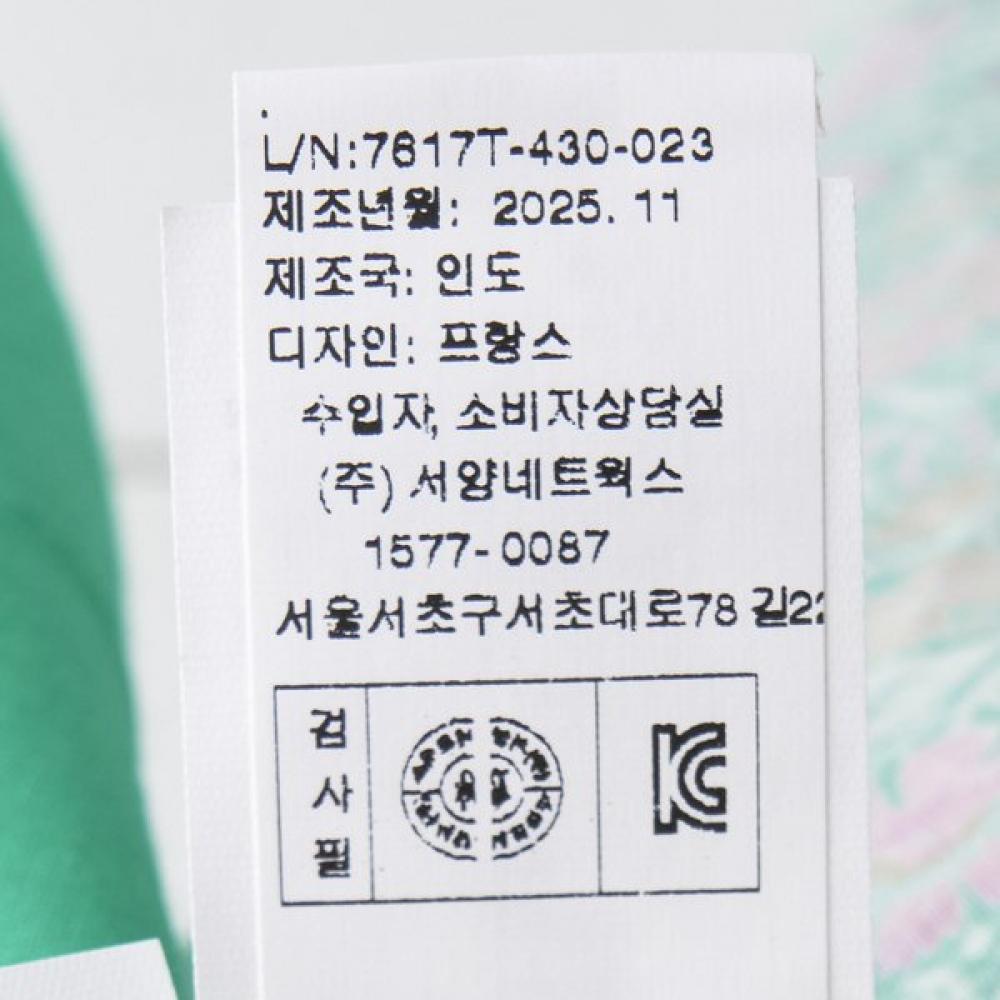 L/N:7617T-430-023
제조년월: 2025. 11
제조국: 인도
디자인: 프랑스
수입자, 소비자상담실
(주) 서양네트웍스
1577-0087
서울서초구서초대로78 길22
검
사
필
KC